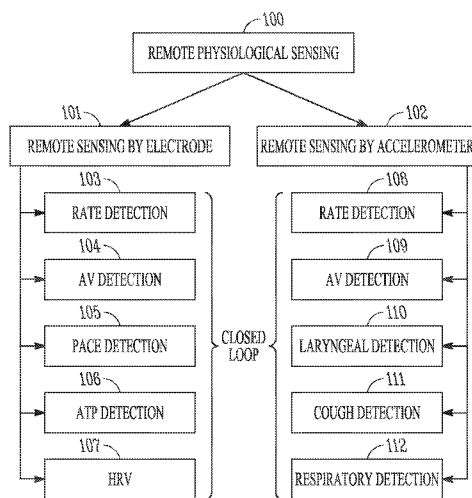 100
REMOTE PHYSIOLOGICAL SENSING
101
REMOTE SENSING BY ELECTRODE
102
REMOTE SENSING BY ACCELEROMETER
103
RATE DETECTION
104
AV DETECTION
105
PACE DETECTION
106
ATP DETECTION
107
HRV
CLOSED
LOOP
108
RATE DETECTION
109
AV DETECTION
110
LARYNGEAL DETECTION
111
COUGH DETECTION
112
RESPIRATORY DETECTION